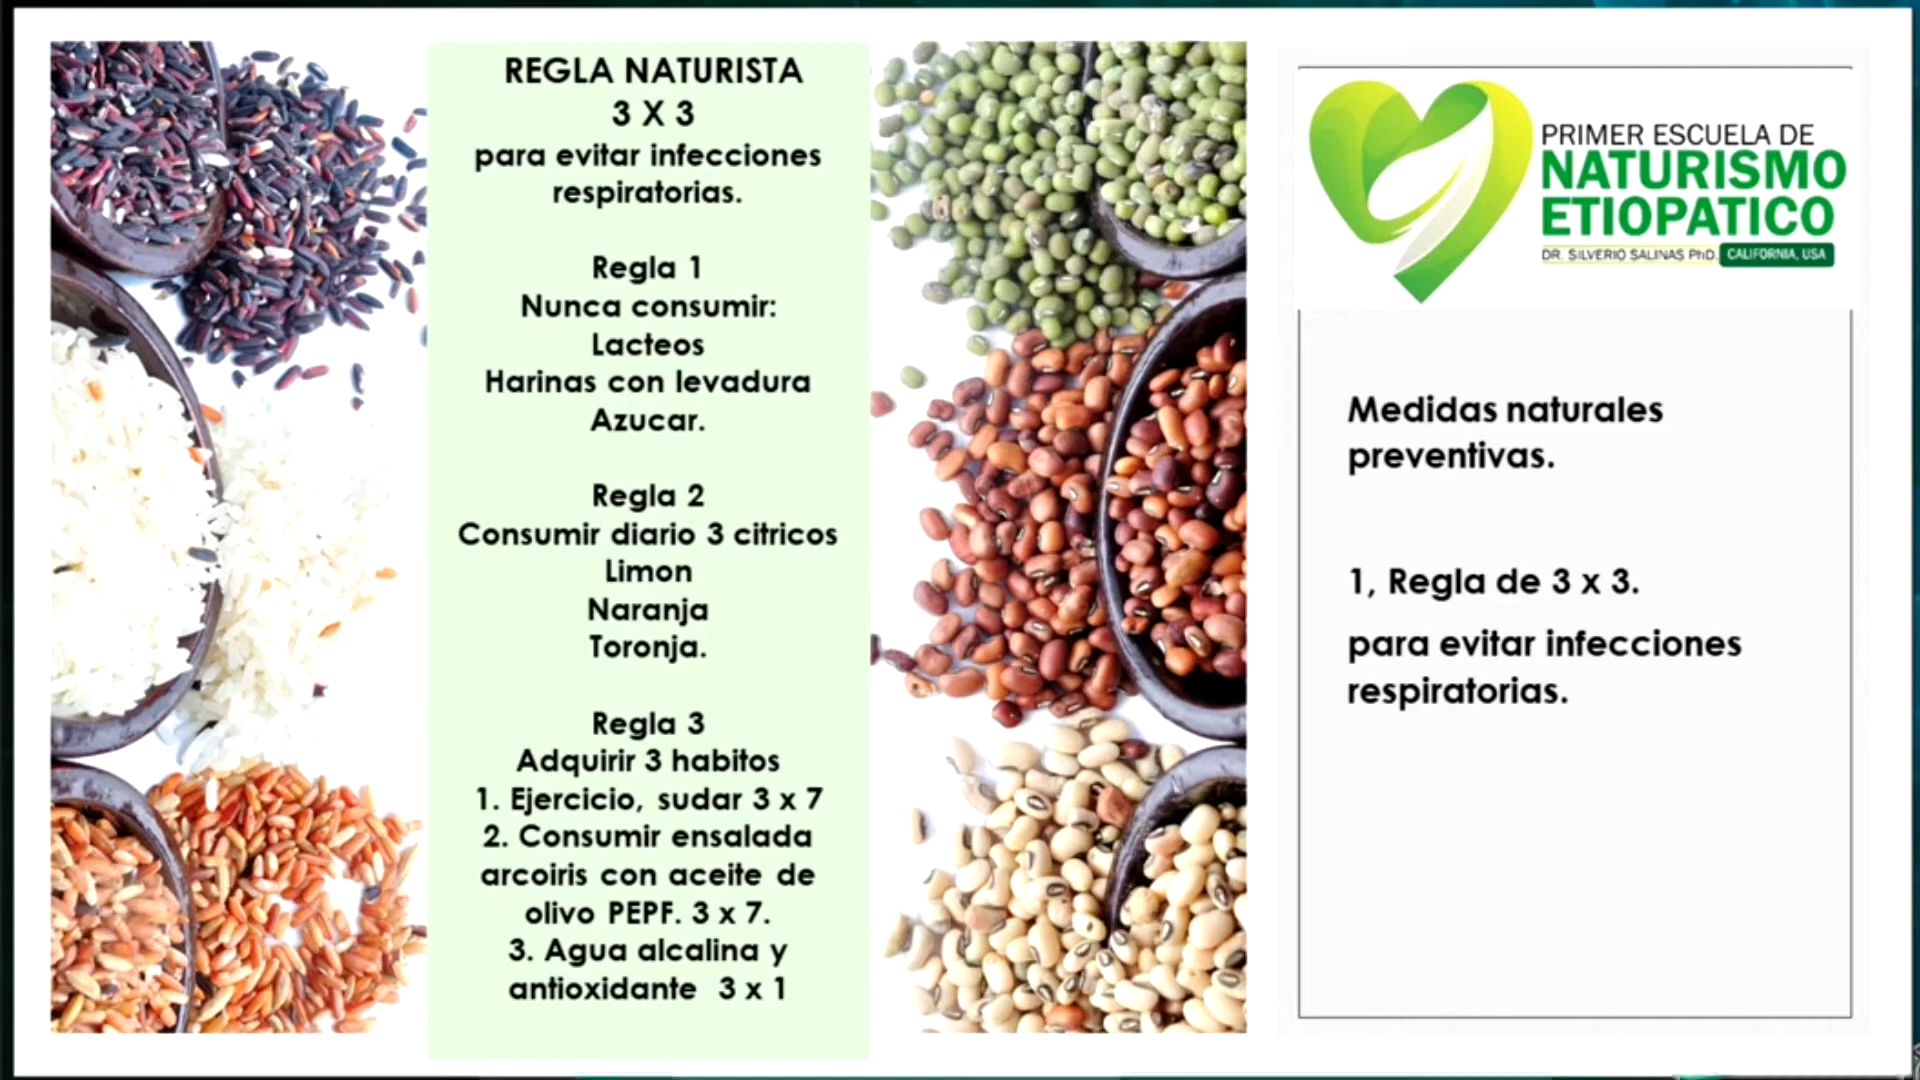 REGLA NATURISTA
3 X 3
para evitar infecciones
respiratorias.
Regla 1
Nunca consumir:
Lacteos
Harinas con levadura
Azucar.
Regla 2
Consumir diario 3 citricos
Limon
Naranja
Toronja.
Regla 3
Adquirir 3 habitos
1. Ejercicio, sudar 3 x 7
2. Consumir ensalada
arcoiris con aceite de
olivo PEPF. 3 x 7.
3. Agua alcalina y
antioxidante 3 x 1
PRIMER ESCUELA DE
NATURISMO
ETIOPATICO
DR. SILVERIO SALINAS PhD. CALIFORNIA, USA
Medidas naturales
preventivas.
1, Regla de 3 x 3.
para evitar infecciones
respiratorias.